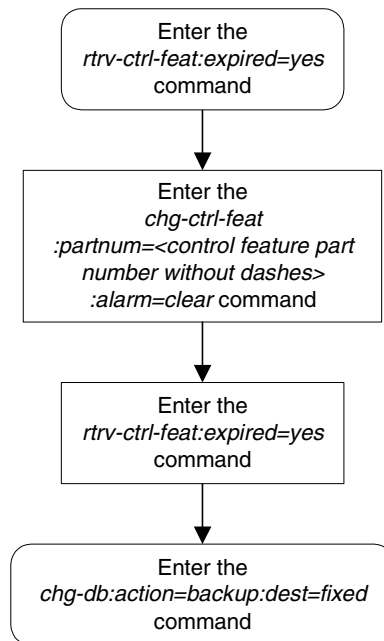 Enter the
rtrv-ctrl-feat:expired=yes
command
Enter the
chg-ctrl-feat
:partnum=<control feature part
number without dashes>
:alarm=clear command
Enter the
rtrv-ctrl-feat:expired=yes
command
Enter the
chg-db:action=backup:dest=fixed
command